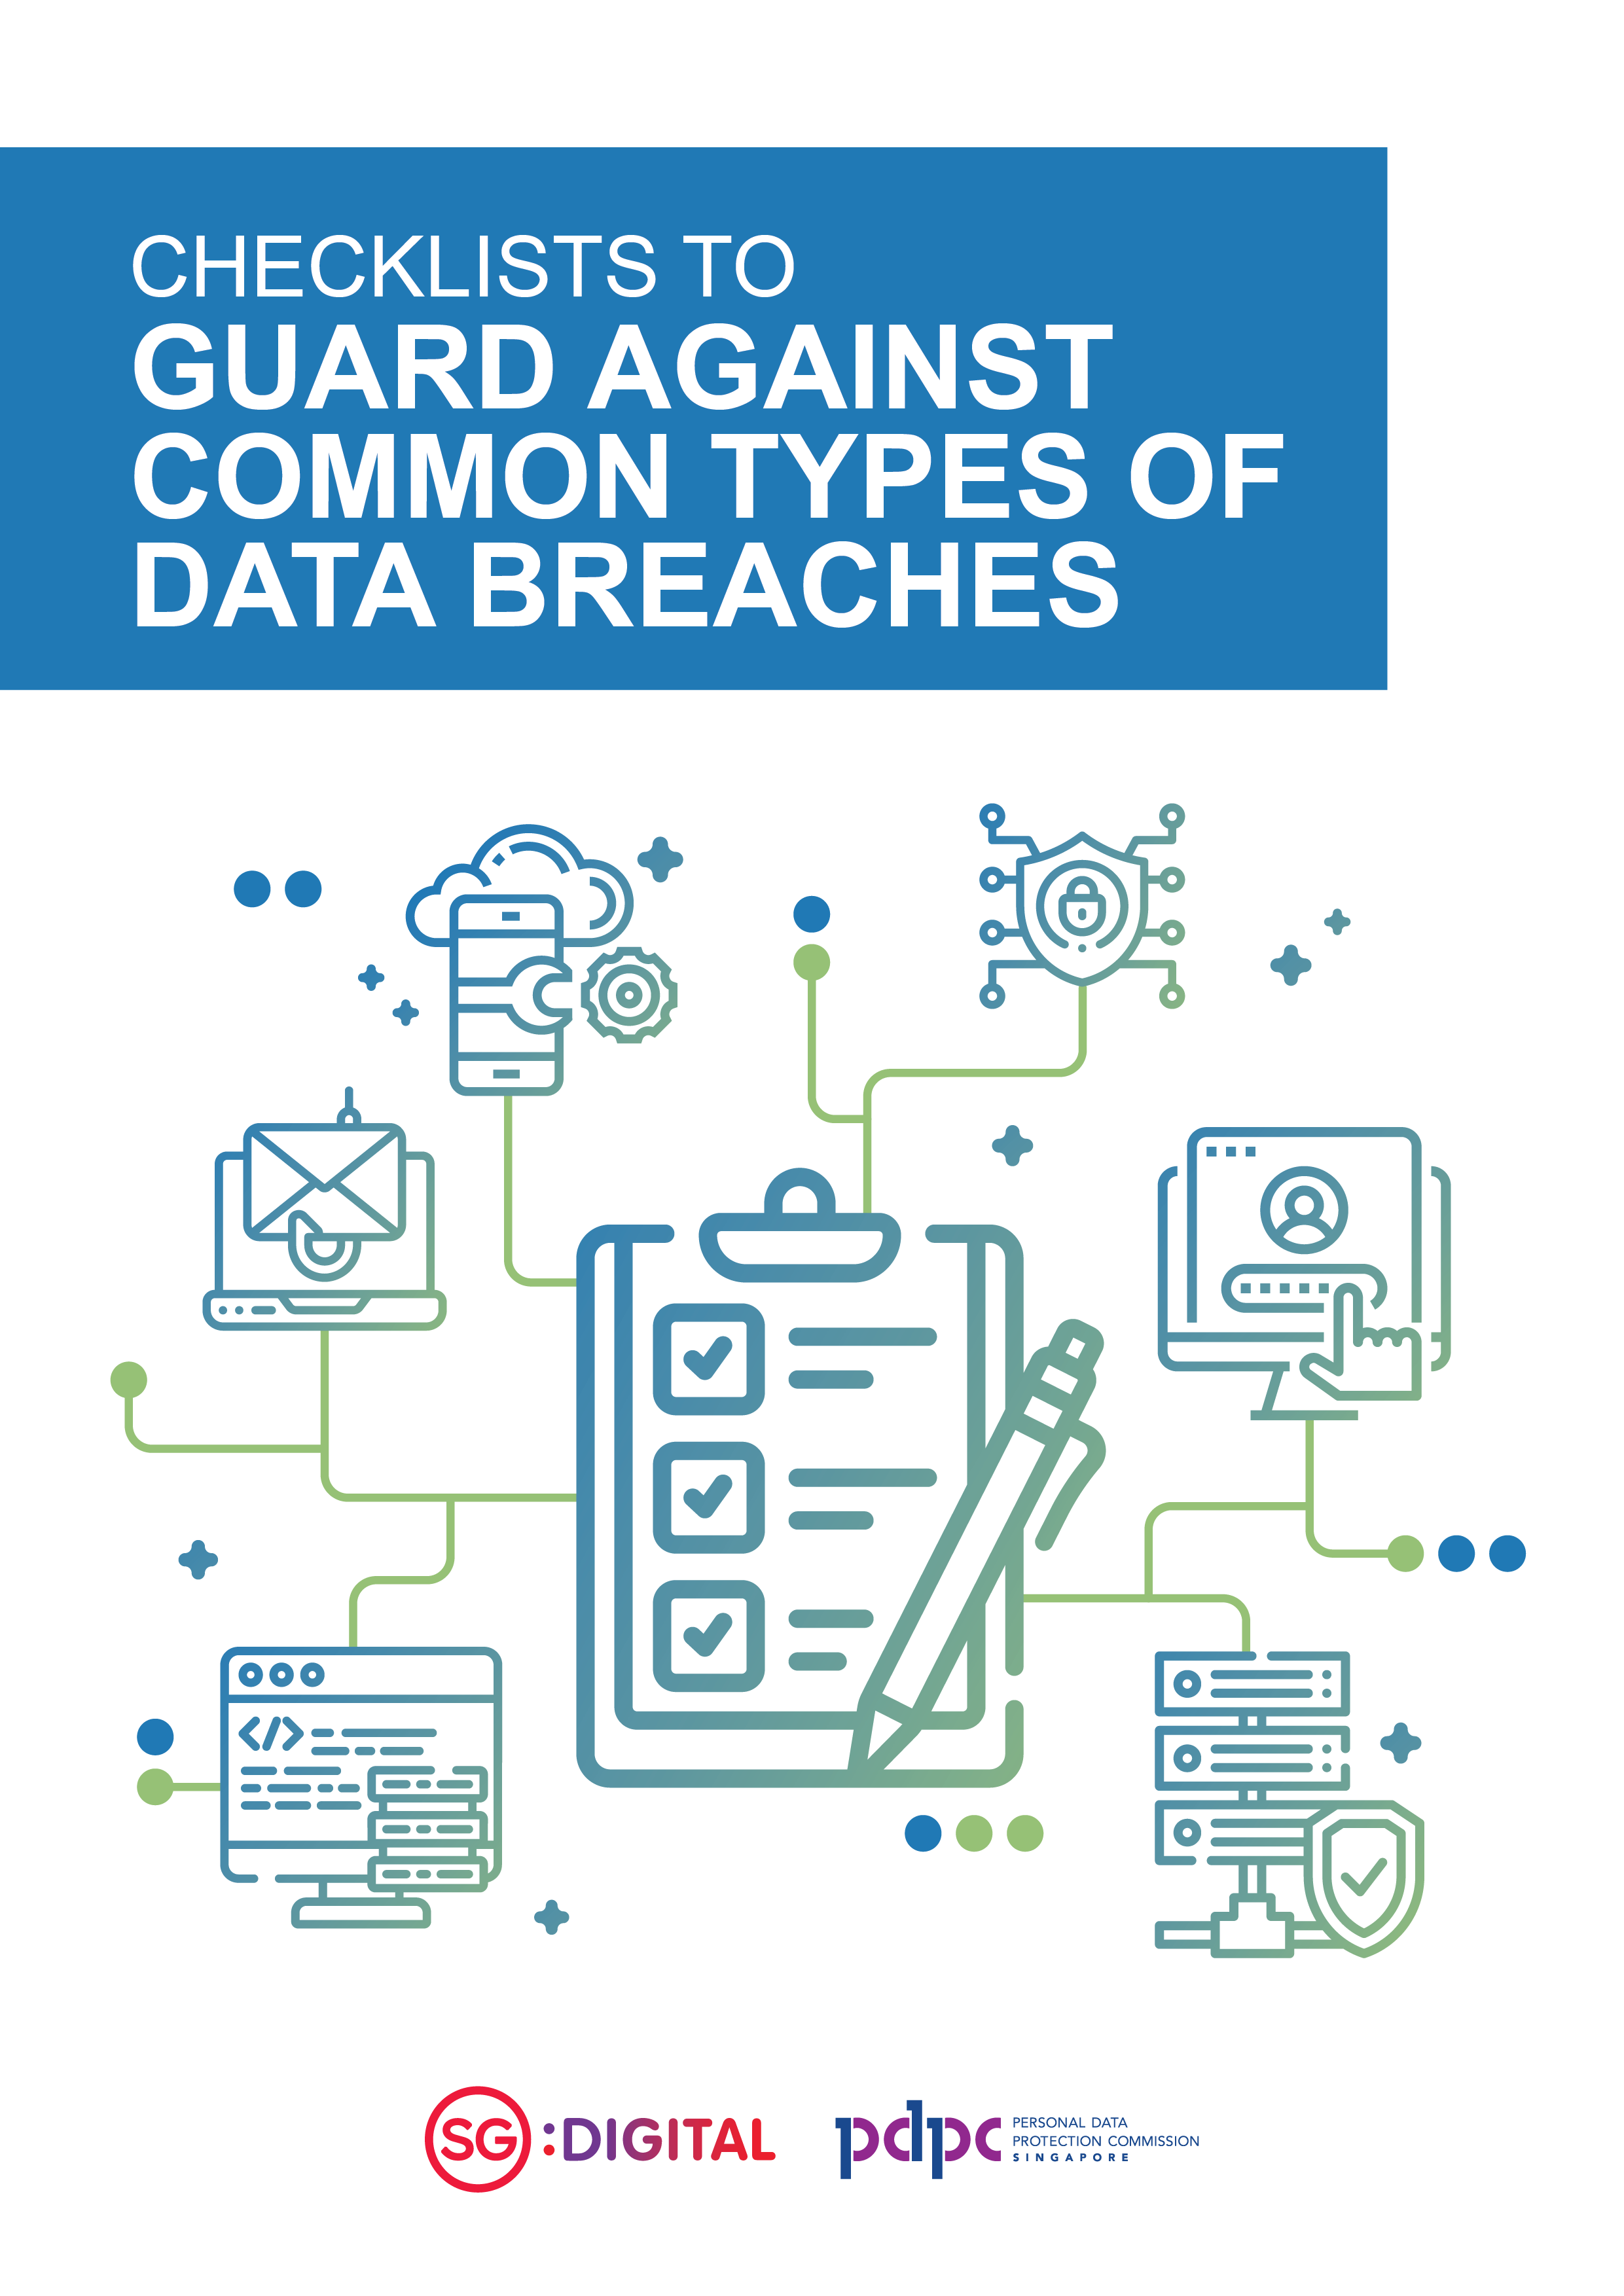 CHECKLISTS TO
GUARD AGAINST
COMMON TYPES OF
DATA BREACHES
SG:DIGITAL
pdpc
PERSONAL DATA
PROTECTION COMMISSION
SINGAPORE